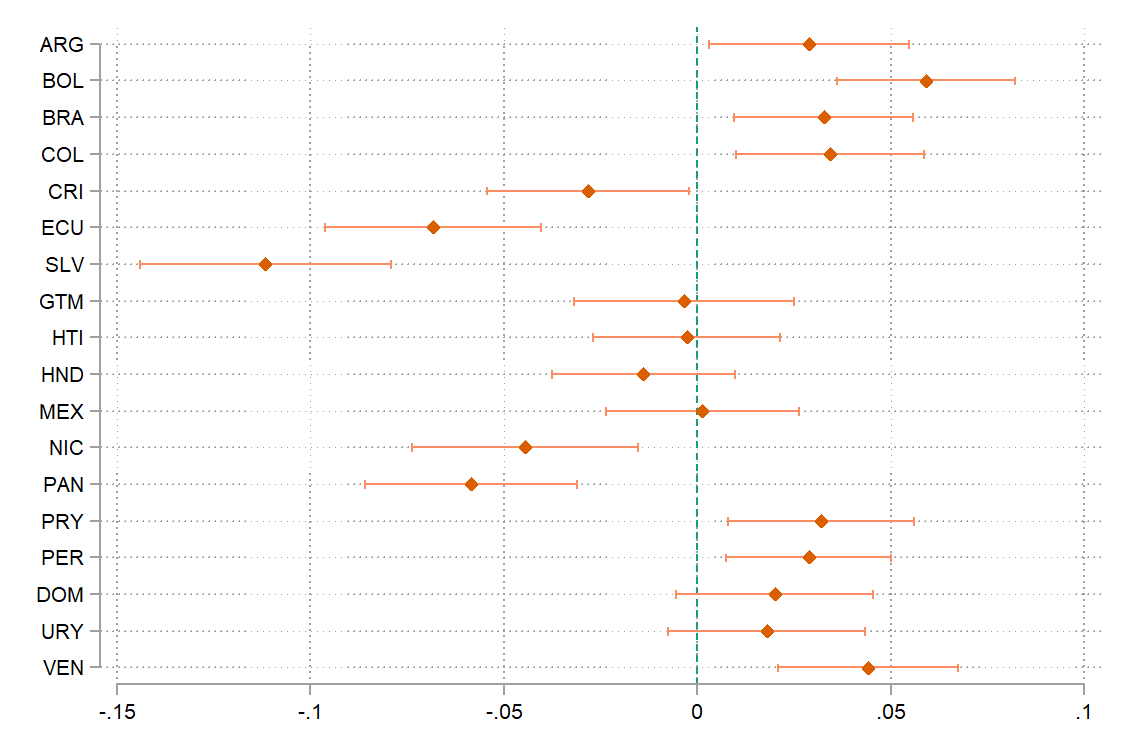 ARG
BOL
BRA
COL
CRI
ECU
SLV
GTM
HTI
HND
MEX
NIC
PAN
PRY
PER
DOM
URY
VEN
-.15 -.1 -.05 0 .05 .1